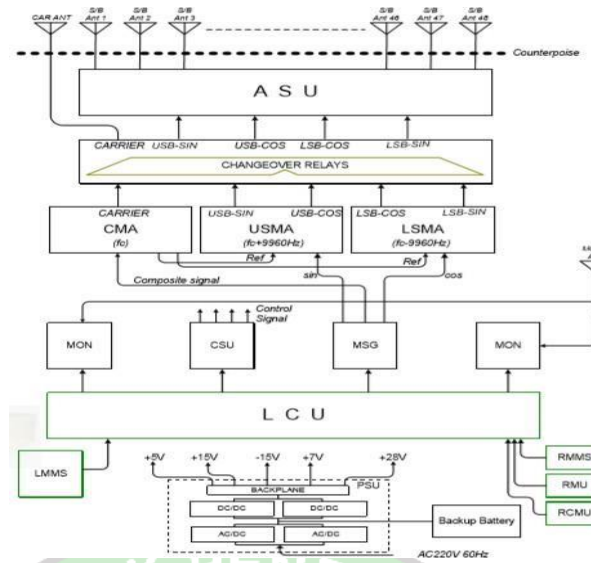 CAR ANT
S/B Ant 1
S/B Ant 2
S/B Ant 3
S/B Ant 46
S/B Ant 47
S/B Ant 48
Counterpoise
A S U
CARRIER
USB-SIN
USB-COS
LSB-COS
LSB-SIN
CHANGEOVER RELAYS
CARRIER
CMA
(fc)
USB-SIN
USB-COS
USMA
(fc+9960Hz)
LSB-COS
LSB-SIN
LSMA
(fc-9960Hz)
Ref
Ref
Composite signal
sin
cos
Control
Signal
MON
CSU
MSG
MON
L C U
LMMS
+5V
+15V
-15V
+7V
+28V
PSU
BACKPLANE
DC/DC
DC/DC
AC/DC
AC/DC
Backup Battery
AC220V 60Hz
RMMS
RMU
RCMU